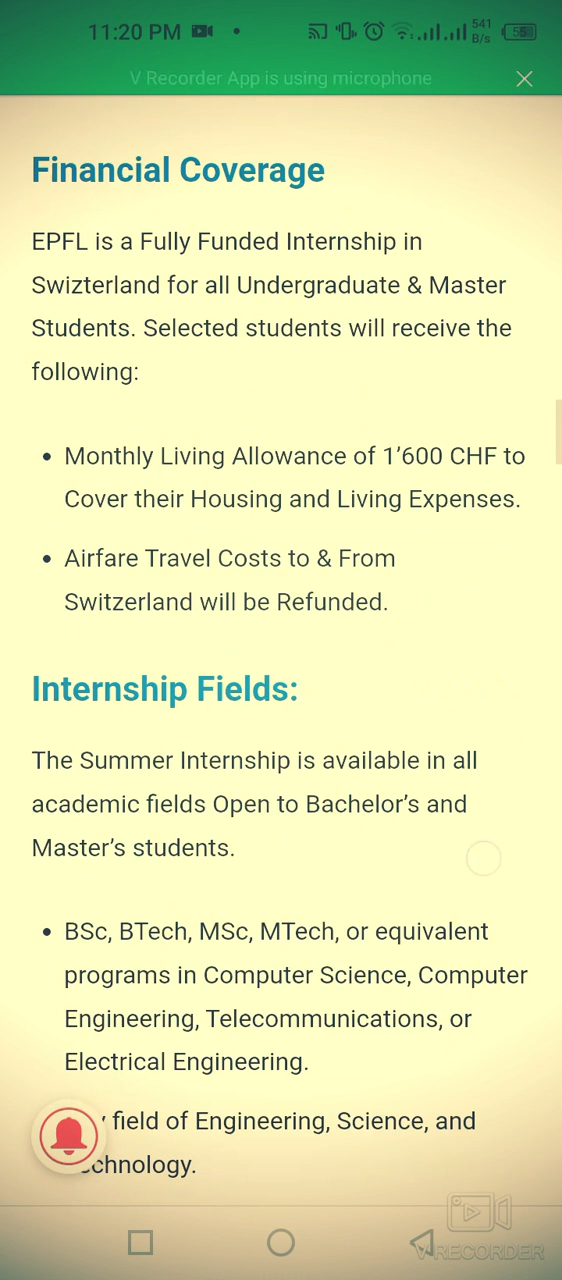 11:20 PM
541
B/s
V Recorder App is using microphone
Financial Coverage
EPFL is a Fully Funded Internship in
Swizterland for all Undergraduate & Master
Students. Selected students will receive the
following:
• Monthly Living Allowance of 1’600 CHF to
Cover their Housing and Living Expenses.
• Airfare Travel Costs to & From
Switzerland will be Refunded.
Internship Fields:
The Summer Internship is available in all
academic fields Open to Bachelor’s and
Master’s students.
• BSc, BTech, MSc, MTech, or equivalent
programs in Computer Science, Computer
Engineering, Telecommunications, or
Electrical Engineering.
field of Engineering, Science, and
chnology.
VRECORDER